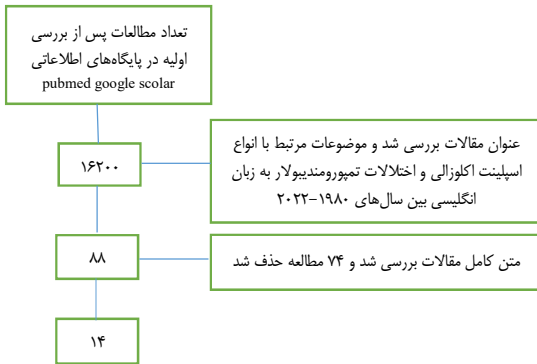 تعداد مطالعات پس از بررسی
اولیه در پایگاه‌های اطلاعاتی
pubmed google scolar
۱۶۲۰۰
عنوان مقالات بررسی شد و موضوعات مرتبط با انواع
اسپلینت اکلوزالی و اختلالات تمپورومندیبولار به زبان
انگلیسی بین سال‌های ۱۹۸۰-۲۰۲۲
۸۸
متن کامل مقالات بررسی شد و ۷۴ مطالعه حذف شد
۱۴